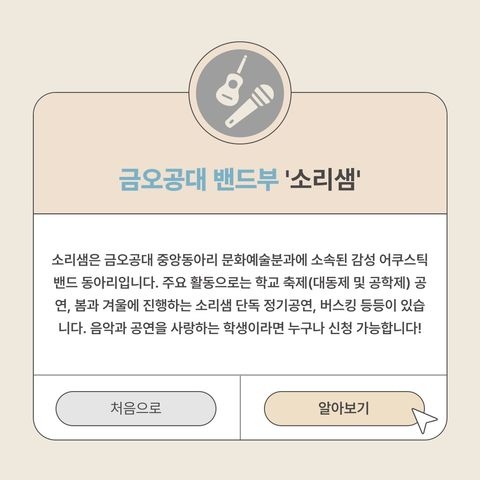 금오공대 밴드부 '소리샘'
소리샘은 금오공대 중앙동아리 문화예술분과에 소속된 감성 어쿠스틱
밴드 동아리입니다. 주요 활동으로는 학교 축제(대동제 및 공학제) 공
연, 봄과 겨울에 진행하는 소리샘 단독 정기공연, 버스킹 등등이 있습
니다. 음악과 공연을 사랑하는 학생이라면 누구나 신청 가능합니다!
처음으로
알아보기